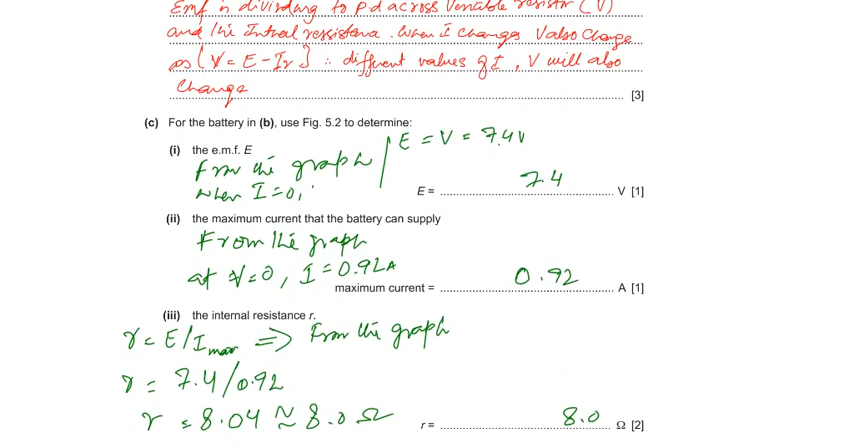 Emf is dividing to p d across Variable resistor (V)
and the Intnal ressistana. When I changes V also Change
as (V = E - Ir) ∴ different values of I, V will also
Change
[3]
(c) For the battery in (b), use Fig. 5.2 to determine:
(i) the e.m.f. E
From the graph
when I = 0,
E = V = 7.4V
E = 7.4 V [1]
(ii) the maximum current that the battery can supply
From the graph
at V = 0, I = 0.92A
maximum current = 0.92 A [1]
(iii) the internal resistance r.
r = E/Imax => From the graph
r = 7.4/0.92
r = 8.04 ≈ 8.0 Ω
r = 8.0 Ω [2]